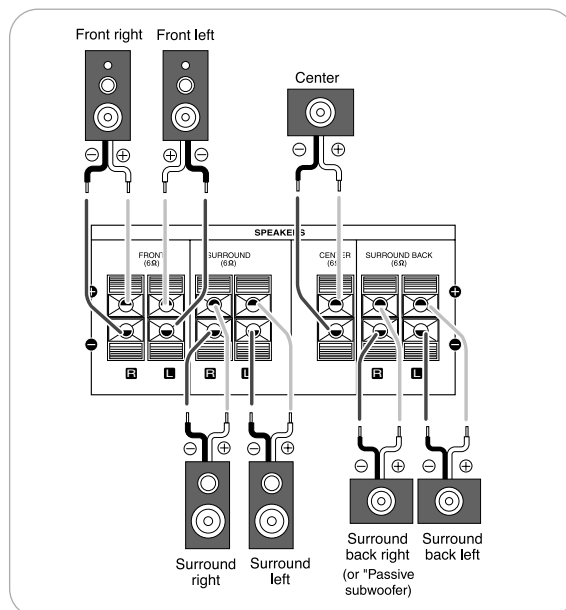 Front right
Front left
Center
⊖ ⊕
⊕ ⊖
⊖ ⊕
SPEAKERS
FRONT
(6Ω)
SURROUND
(6Ω)
CENTER
(6Ω)
SURROUND BACK
(6Ω)
+ +
− −
R L R L R L
⊖ ⊕
⊖ ⊕
⊖ ⊕
⊖ ⊕
Surround
right
Surround
left
Surround
back right
(or "Passive
subwoofer)
Surround
back left